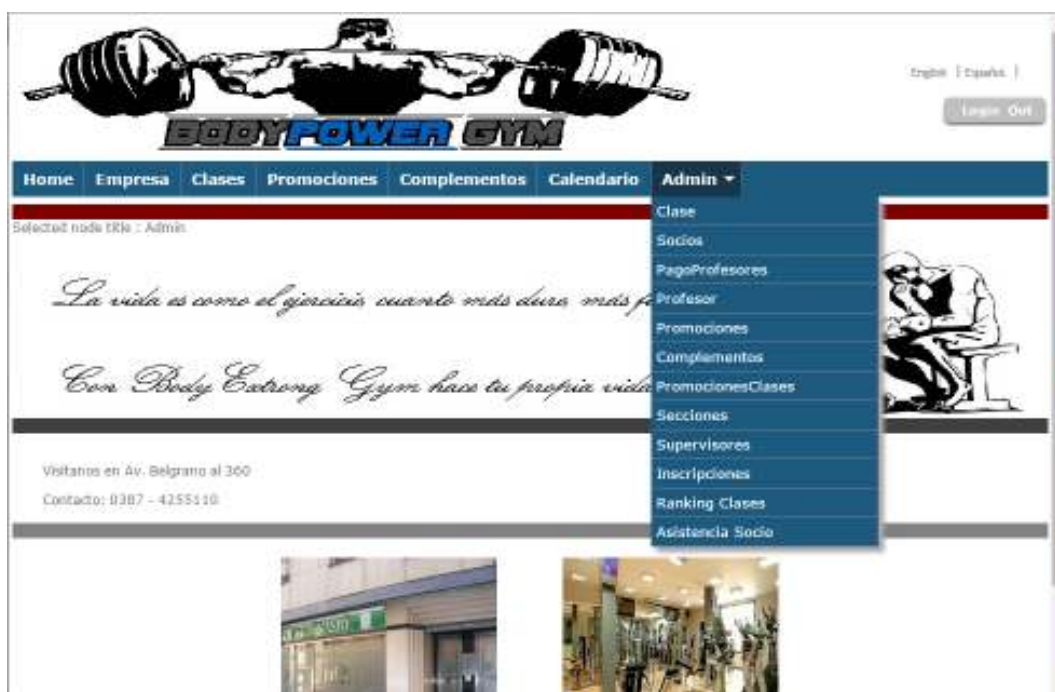 English | Español |
Login Out
BODYPOWER GYM
Home Empresa Clases Promociones Complementos Calendario Admin
Selected node title : Admin
Clase
Socios
PagoProfesores
Profesor
Promociones
Complementos
PromocionesClases
Secciones
Supervisores
Inscripciones
Ranking Clases
Asistencia Socio
La vida es como el ejercicio, cuanto más dura, más
Con Body Extrong Gym hace tu propia vida
Visitanos en Av. Belgrano al 360
Contacto: 0387 - 4255110